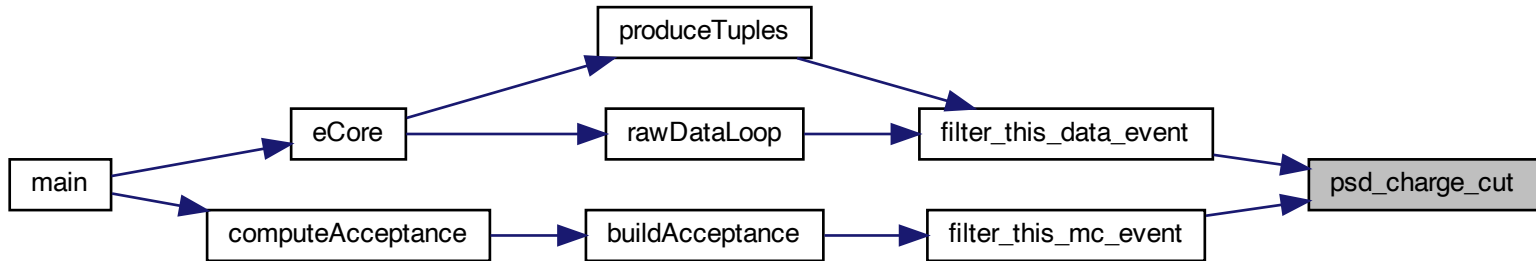 produceTuples
eCore
rawDataLoop
filter_this_data_event
main
psd_charge_cut
computeAcceptance
buildAcceptance
filter_this_mc_event